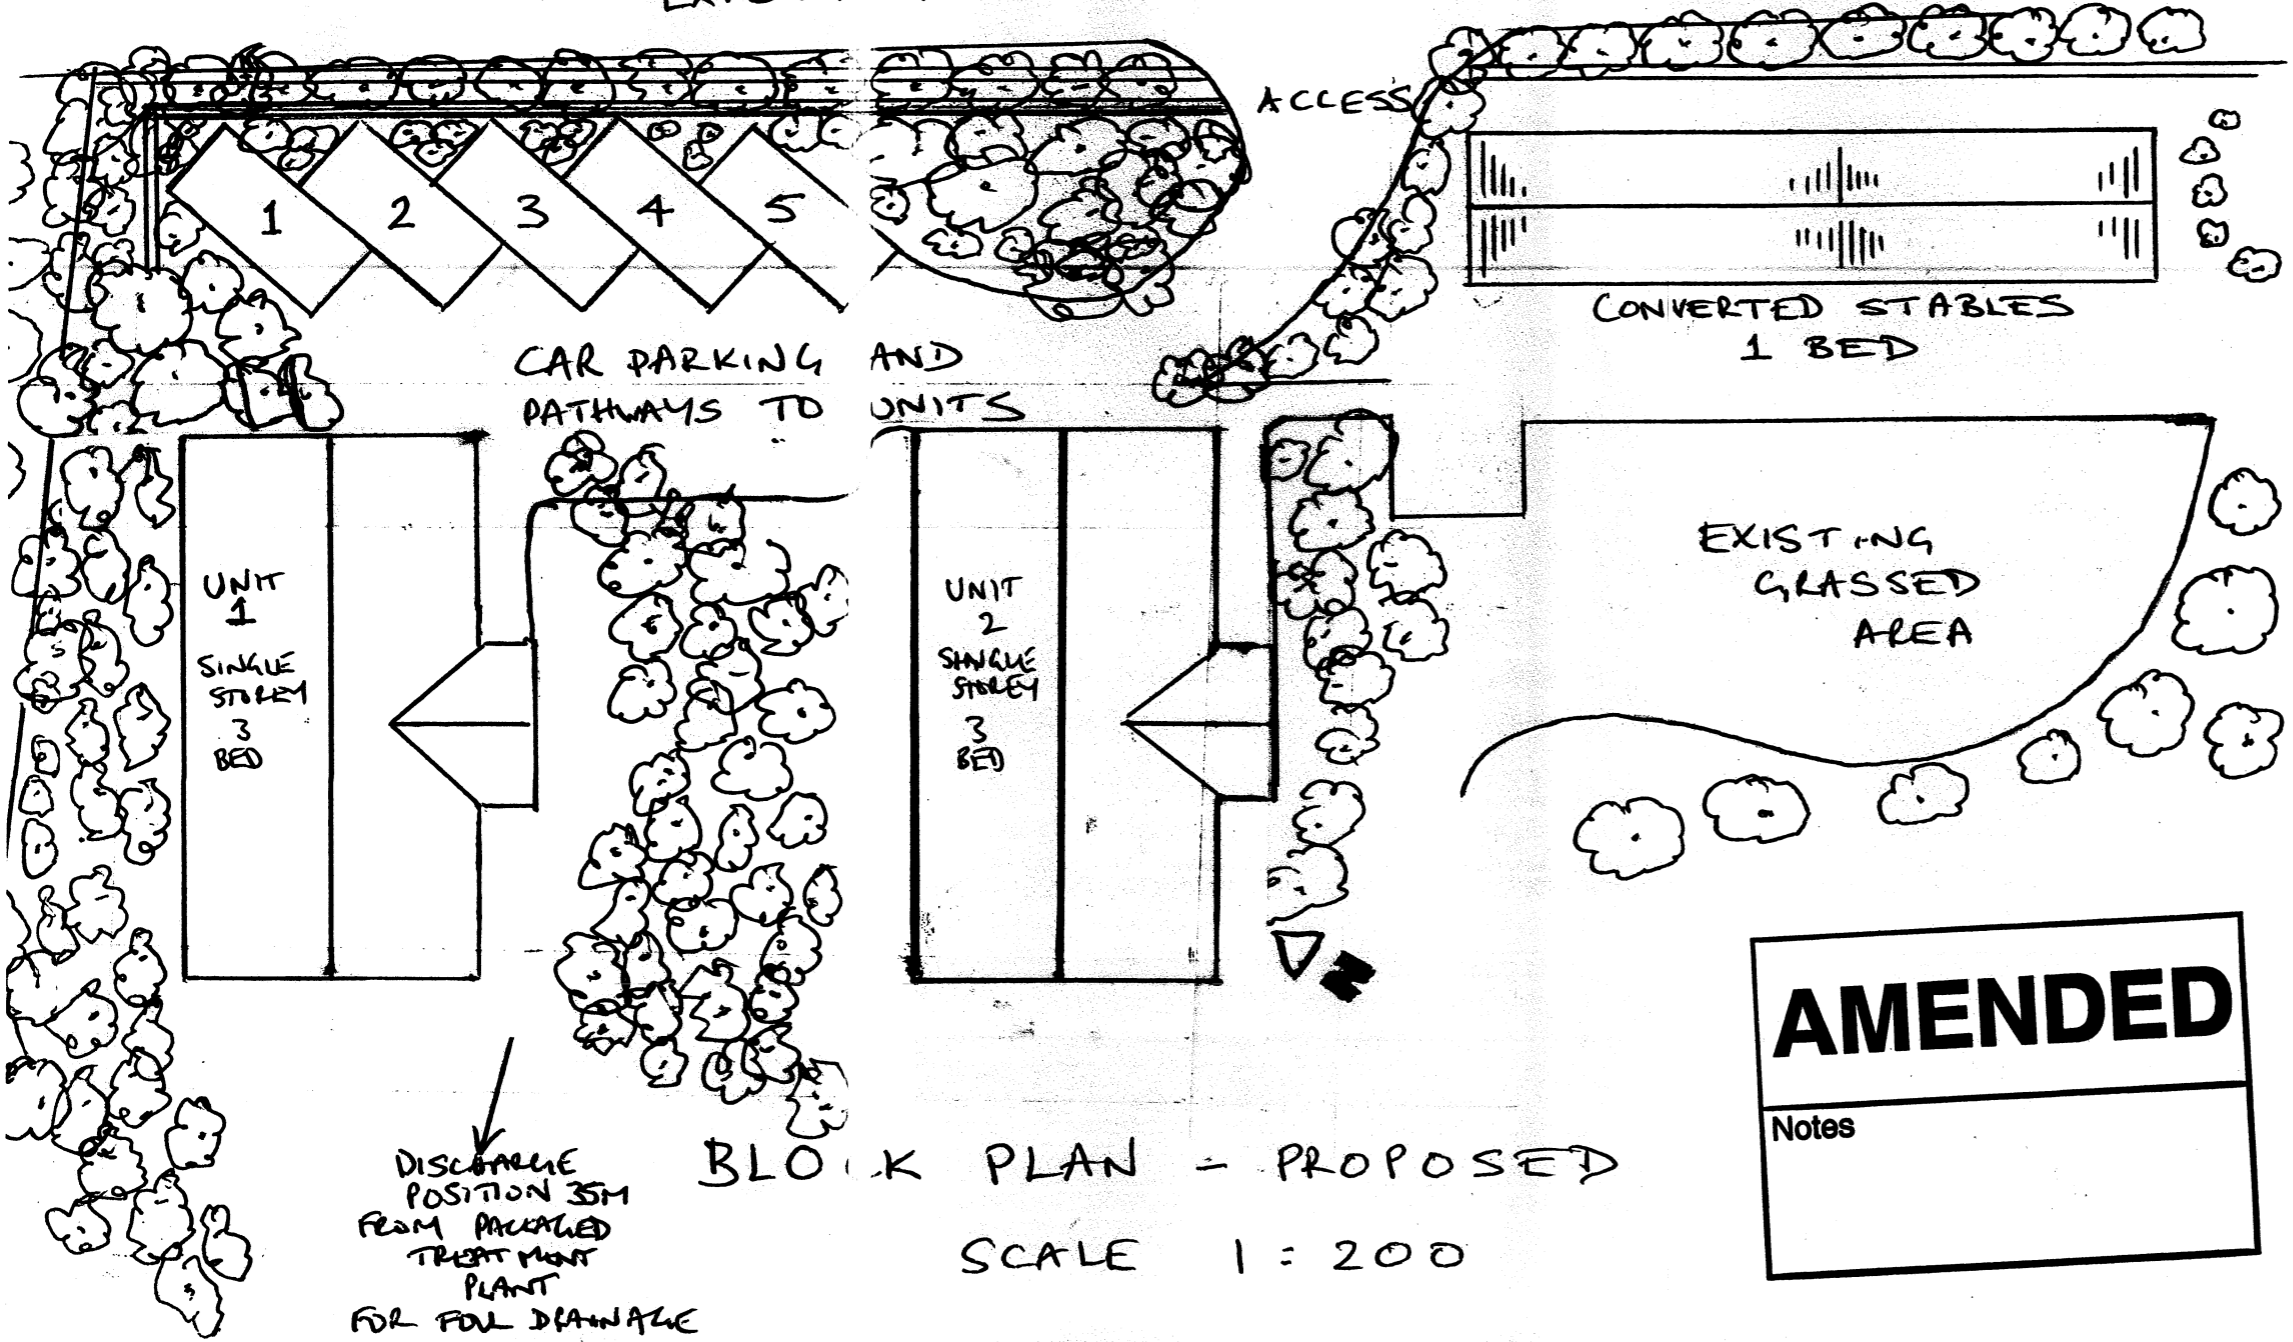 ACCESS
1 2 3 4 5
CONVERTED STABLES
1 BED
CAR PARKING AND
PATHWAYS TO UNITS
UNIT
1
SINGLE
STOREY
3
BED
UNIT
2
SINGLE
STOREY
3
BED
EXISTING
GRASSED
AREA
AMENDED
Notes
DISCHARGE
POSITION 35M
FROM PACKAGED
TREATMENT
PLANT
FOR FOUL DRAINAGE
BLOCK PLAN - PROPOSED
SCALE 1:200